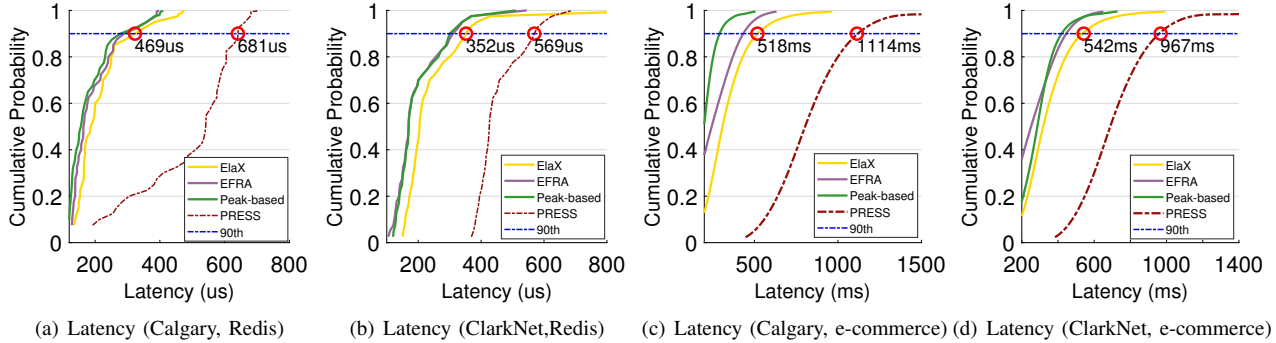 Cumulative Probability
1
0.8
0.6
0.4
0.2
0
469us
681us
ElaX
EFRA
Peak-based
PRESS
90th
200 400 600 800
Latency (us)
(a) Latency (Calgary, Redis)
Cumulative Probability
1
0.8
0.6
0.4
0.2
0
352us
569us
ElaX
EFRA
Peak-based
PRESS
90th
200 400 600 800
Latency (us)
(b) Latency (ClarkNet,Redis)
Cumulative Probability
1
0.8
0.6
0.4
0.2
0
518ms
1114ms
ElaX
EFRA
Peak-based
PRESS
90th
500 1000 1500
Latency (ms)
(c) Latency (Calgary, e-commerce)
Cumulative Probability
1
0.8
0.6
0.4
0.2
0
542ms
967ms
ElaX
EFRA
Peak-based
PRESS
90th
200 600 1000 1400
Latency (ms)
(d) Latency (ClarkNet, e-commerce)